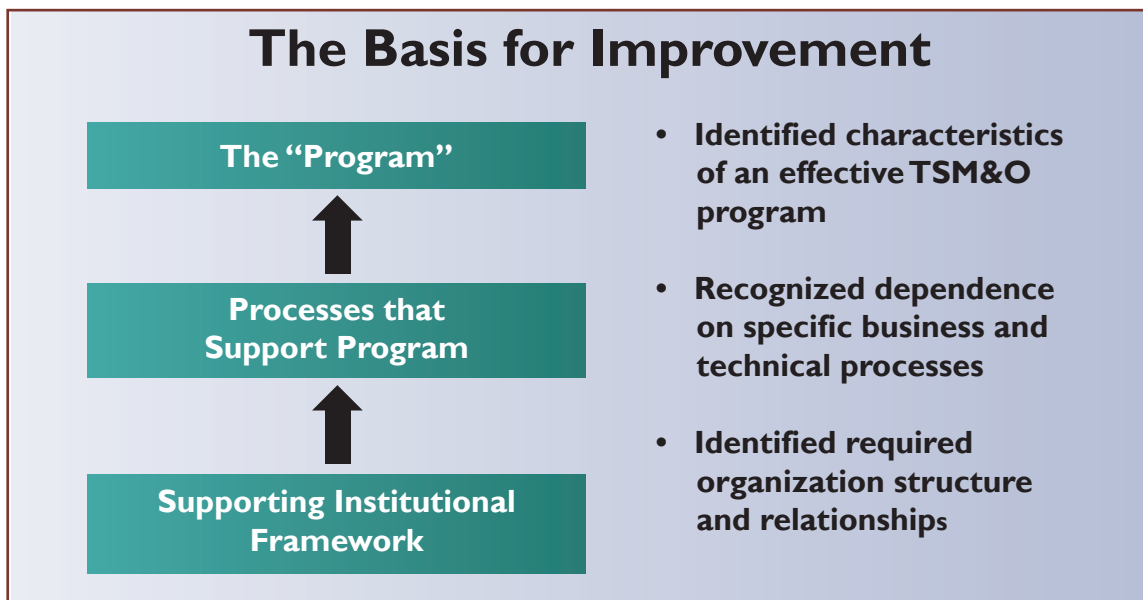 The Basis for Improvement
The “Program”
Processes that
Support Program
Supporting Institutional
Framework
• Identified characteristics
of an effective TSM&O
program
• Recognized dependence
on specific business and
technical processes
• Identified required
organization structure
and relationships